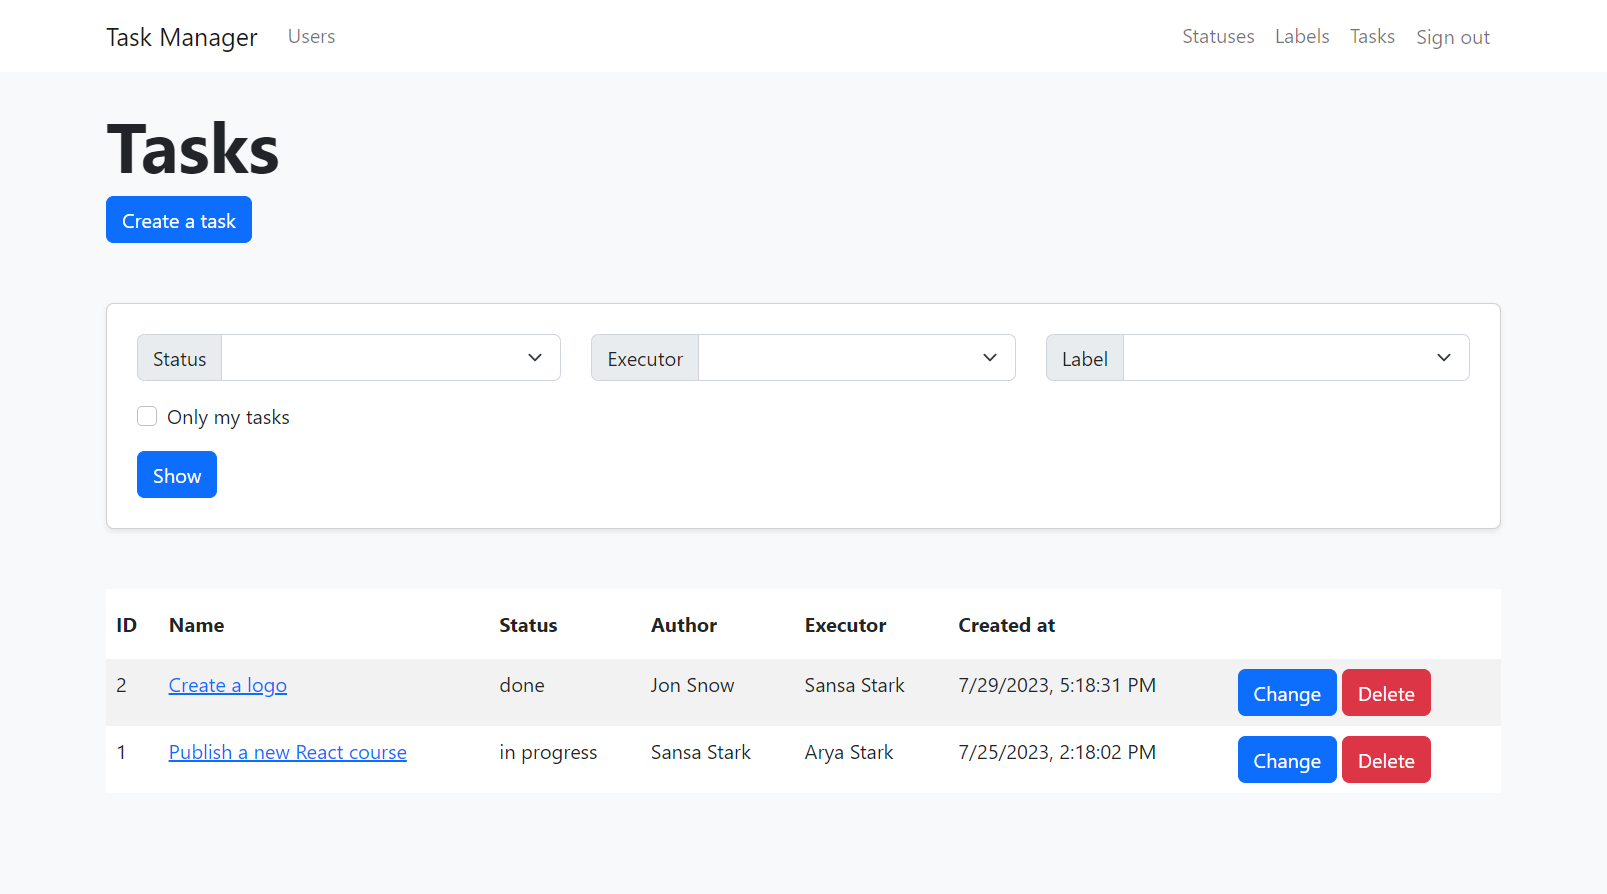 Task Manager Users Statuses Labels Tasks Sign out
Tasks
Create a task
Status Executor Label
Only my tasks
Show
ID Name Status Author Executor Created at
2 Create a logo done Jon Snow Sansa Stark 7/29/2023, 5:18:31 PM Change Delete
1 Publish a new React course in progress Sansa Stark Arya Stark 7/25/2023, 2:18:02 PM Change Delete